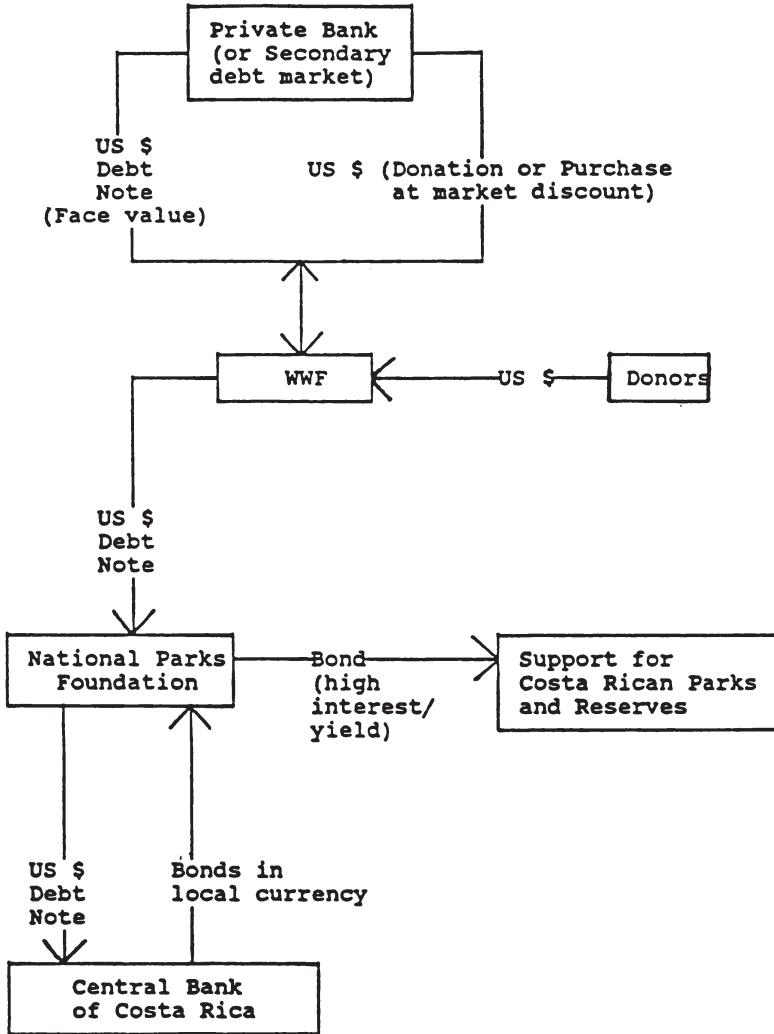 Private Bank
(or Secondary
debt market)
US $
Debt
Note
(Face value)
US $ (Donation or Purchase
at market discount)
WWF
US $
Donors
US $
Debt
Note
National Parks
Foundation
Bond
(high
interest/
yield)
Support for
Costa Rican Parks
and Reserves
US $
Debt
Note
Bonds in
local currency
Central Bank
of Costa Rica